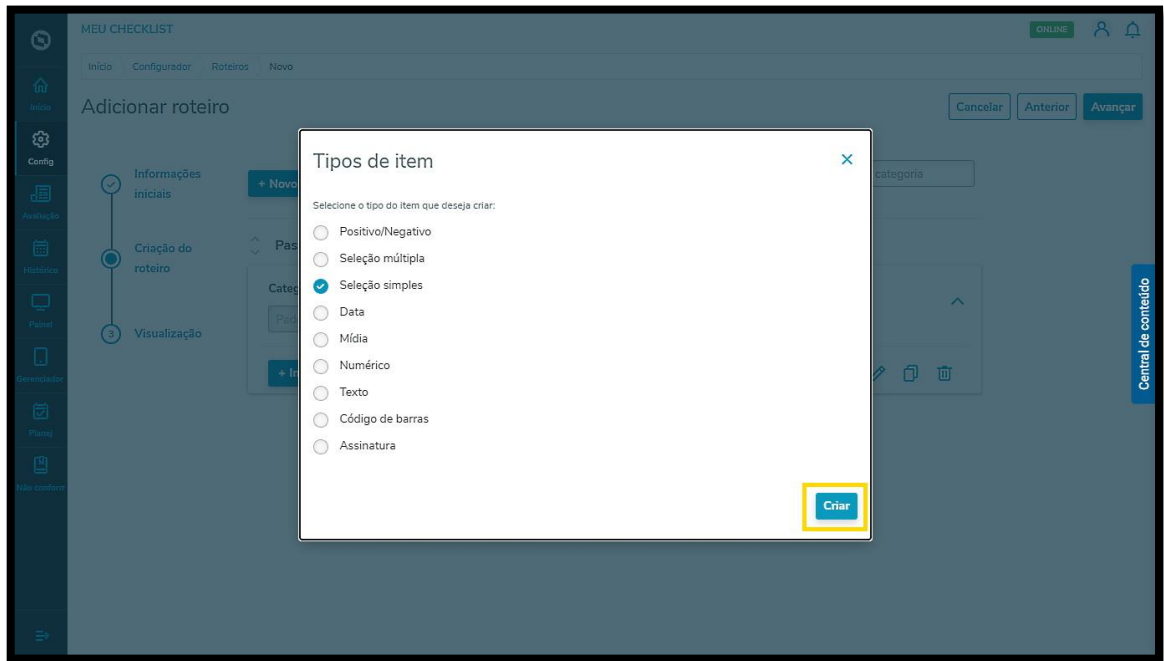 MEU CHECKLIST
ONLINE
Início Configurador Roteiros Novo
Adicionar roteiro
Cancelar Anterior Avançar
Início
Config
Avaliação
Histórico
Painel
Gerenciador
Planej
Não conform
Informações
iniciais
Criação do
roteiro
3 Visualização
+ Novo
categoria
Pas
Categ
+ In
Tipos de item
Selecione o tipo do item que deseja criar:
Positivo/Negativo
Seleção múltipla
Seleção simples
Data
Mídia
Numérico
Texto
Código de barras
Assinatura
Criar
Central de conteúdo